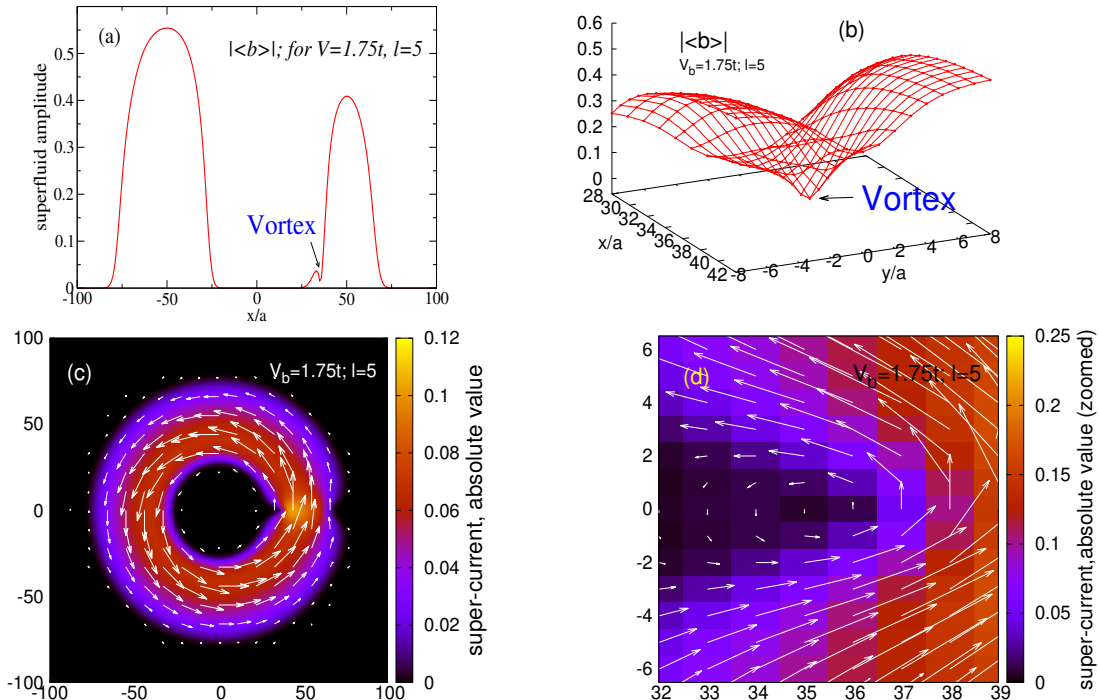 (a)
|<b>|; for V=1.75t, l=5
superfluid amplitude
0.5
0.4
0.3
0.2
0.1
0
Vortex
-100 -50 0 50 100
x/a
(b)
|<b>|
V_b=1.75t; l=5
0.6
0.5
0.4
0.3
0.2
0.1
0
Vortex
28 30 32 34 36 38 40 42
x/a
-8 -6 -4 -2 0 2 4 6 8
y/a
(c)
V_b=1.75t; l=5
100
50
0
-50
-100
-100 -50 0 50 100
0.12
0.1
0.08
0.06
0.04
0.02
0
super-current, absolute value
(d)
V_b=1.75t; l=5
6
4
2
0
-2
-4
-6
32 33 34 35 36 37 38 39
0.25
0.2
0.15
0.1
0.05
0
super-current,absolute value (zoomed)